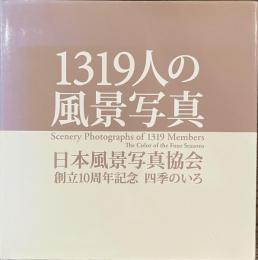 1319人の
風景写真
Scenery Photographs of 1319 Members
The Color of the Four Seasons
日本風景写真協会
創立10周年記念 四季のいろ